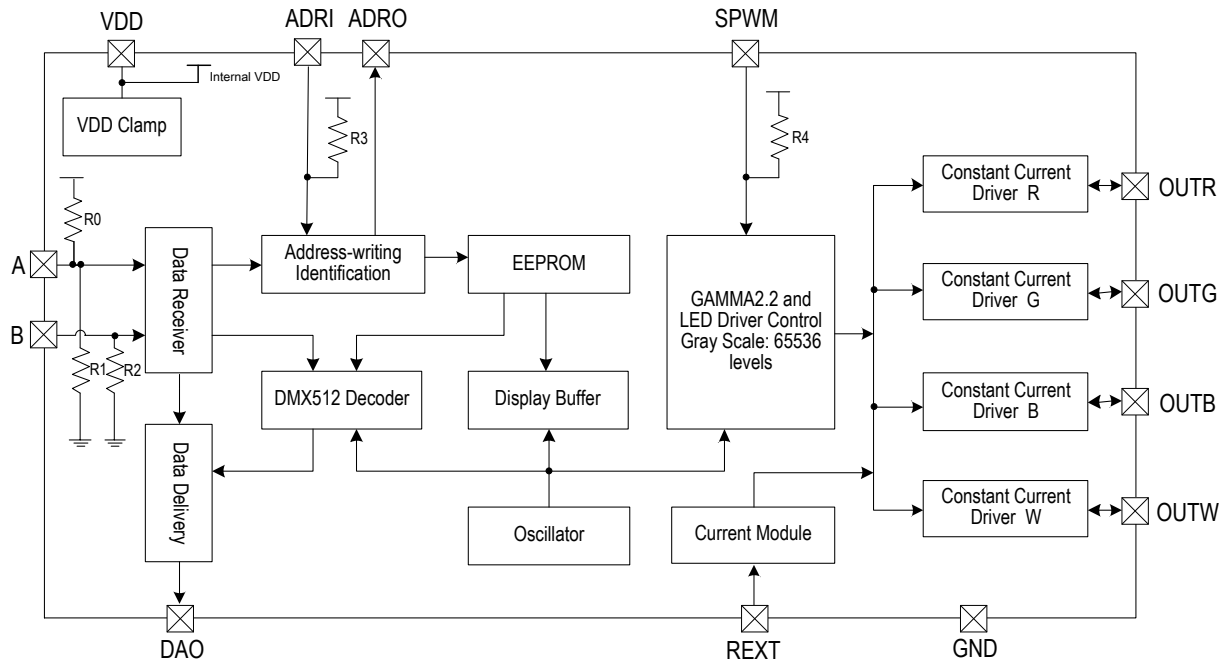 VDD
ADRI
ADRO
SPWM
Internal VDD
VDD Clamp
R3
R4
R0
Constant Current
Driver R
OUTR
A
Data Receiver
Address-writing
Identification
EEPROM
GAMMA2.2 and
LED Driver Control
Gray Scale: 65536
levels
Constant Current
Driver G
OUTG
B
R1
R2
DMX512 Decoder
Display Buffer
Constant Current
Driver B
OUTB
Data Delivery
Oscillator
Current Module
Constant Current
Driver W
OUTW
DAO
REXT
GND